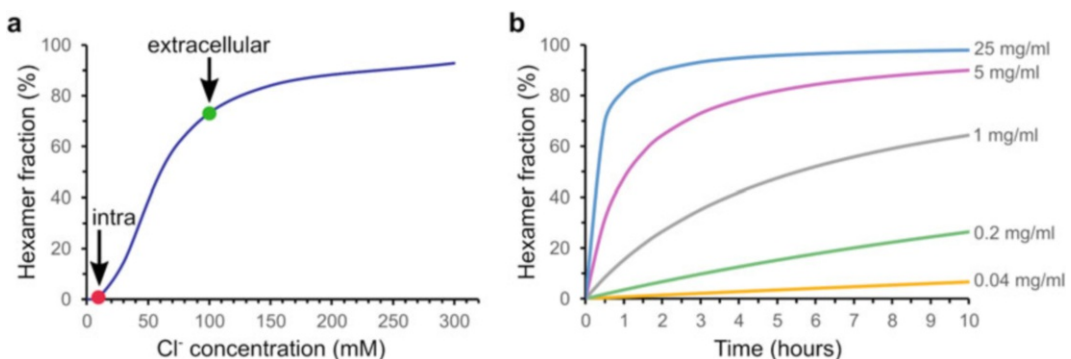 a
b
100
80
60
40
20
0
Hexamer fraction (%)
extracellular
intra
0
50
100
150
200
250
300
Cl⁻ concentration (mM)
100
80
60
40
20
0
Hexamer fraction (%)
25 mg/ml
5 mg/ml
1 mg/ml
0.2 mg/ml
0.04 mg/ml
0
1
2
3
4
5
6
7
8
9
10
Time (hours)